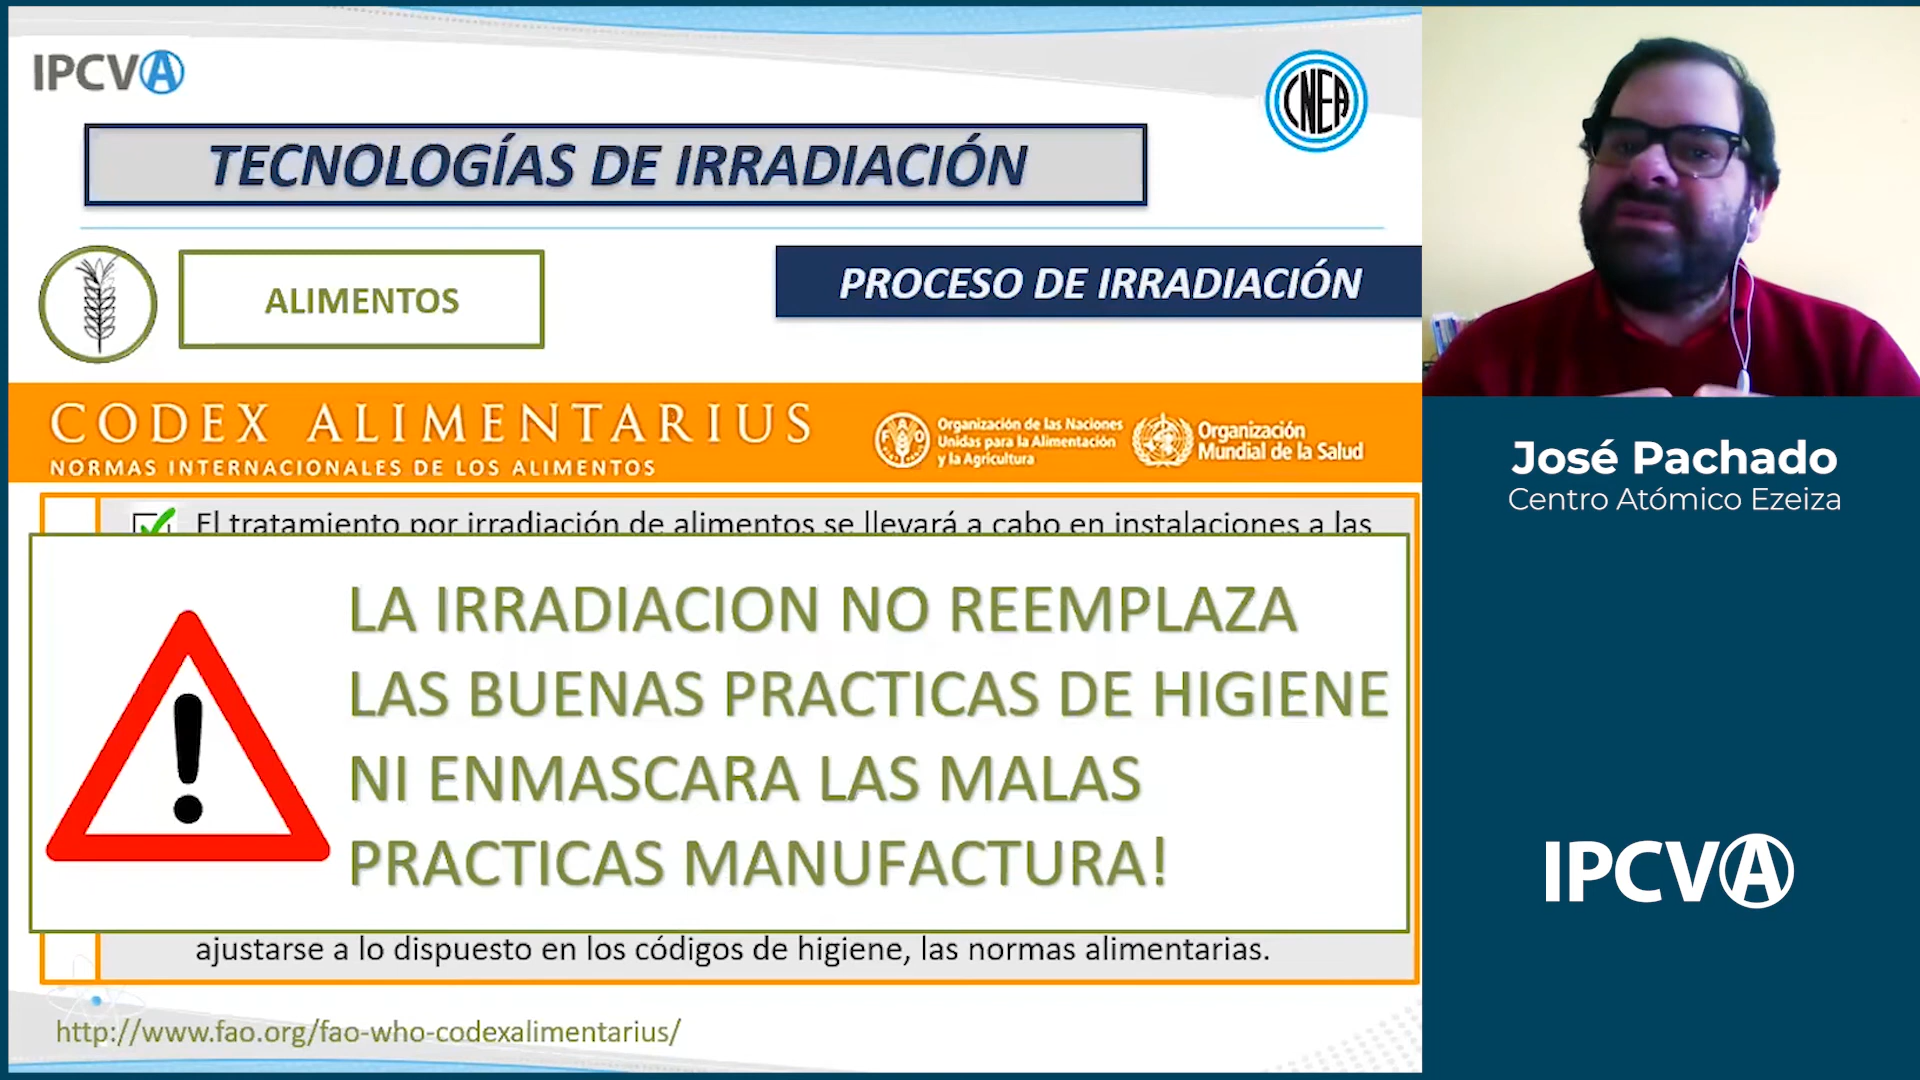 IPCVA
CNEA
TECNOLOGÍAS DE IRRADIACIÓN
ALIMENTOS
PROCESO DE IRRADIACIÓN
CODEX ALIMENTARIUS
NORMAS INTERNACIONALES DE LOS ALIMENTOS
FAO
Organización de las Naciones
Unidas para la Alimentación
y la Agricultura
Organización
Mundial de la Salud
El tratamiento por irradiación de alimentos se llevará a cabo en instalaciones a las
LA IRRADIACION NO REEMPLAZA
LAS BUENAS PRACTICAS DE HIGIENE
NI ENMASCARA LAS MALAS
PRACTICAS MANUFACTURA!
ajustarse a lo dispuesto en los códigos de higiene, las normas alimentarias.
http://www.fao.org/fao-who-codexalimentarius/
José Pachado
Centro Atómico Ezeiza
IPCVA